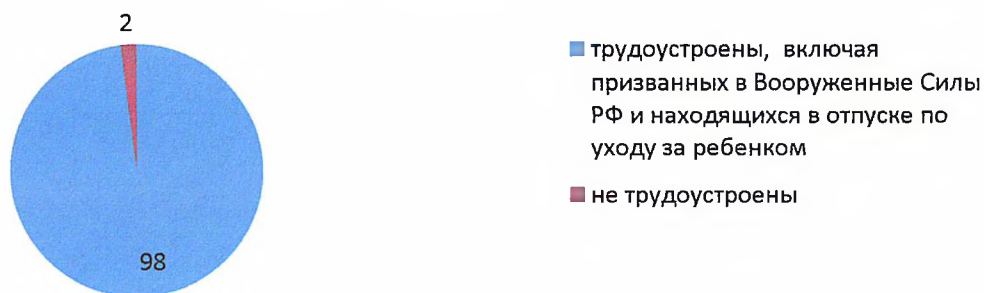 2
98
трудоустроены, включая
призванных в Вооруженные Силы
РФ и находящихся в отпуске по
уходу за ребенком
не трудоустроены